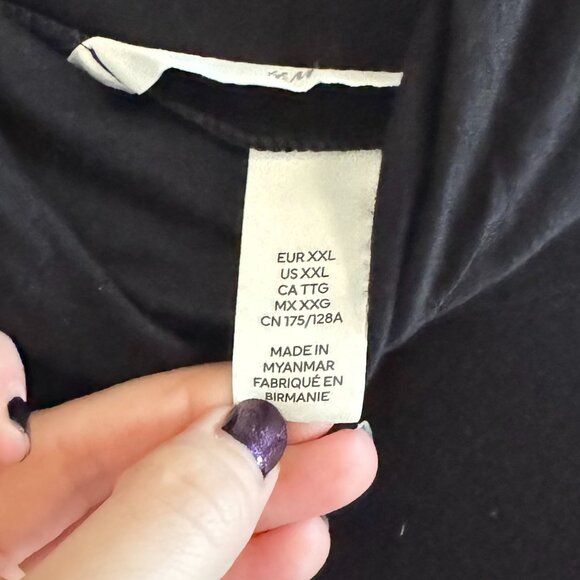 EUR XXL
US XXL
CA TTG
MX XXG
CN 175/128A
MADE IN
MYANMAR
FABRIQUÉ EN
BIRMANIE